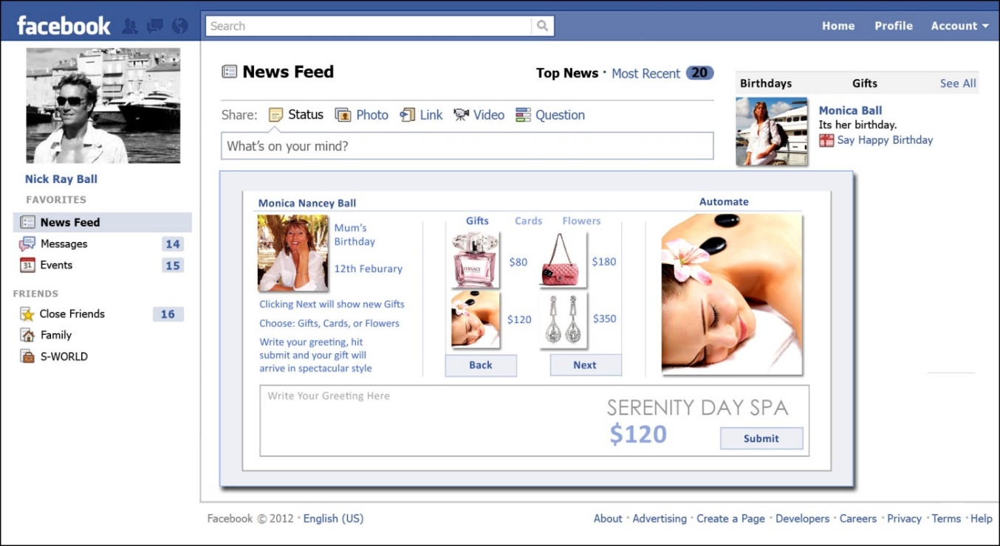 facebook
Search
Home Profile Account
Nick Ray Ball
FAVORITES
News Feed
Messages 14
31 Events 15
FRIENDS
Close Friends 16
Family
S-WORLD
News Feed
Top News · Most Recent 20
Share: Status Photo Link Video Question
What's on your mind?
Birthdays Gifts See All
Monica Ball
Its her birthday.
Say Happy Birthday
Monica Nancey Ball
Mum's
Birthday
12th Feburary
Clicking Next will show new Gifts
Choose: Gifts, Cards, or Flowers
Write your greeting, hit
submit and your gift will
arrive in spectacular style
Gifts Cards Flowers
VERSACE
$80 $180
$120 $350
Back Next
Automate
Write Your Greeting Here
SERENITY DAY SPA
$120
Submit
Facebook © 2012 · English (US)
About · Advertising · Create a Page · Developers · Careers · Privacy · Terms · Help